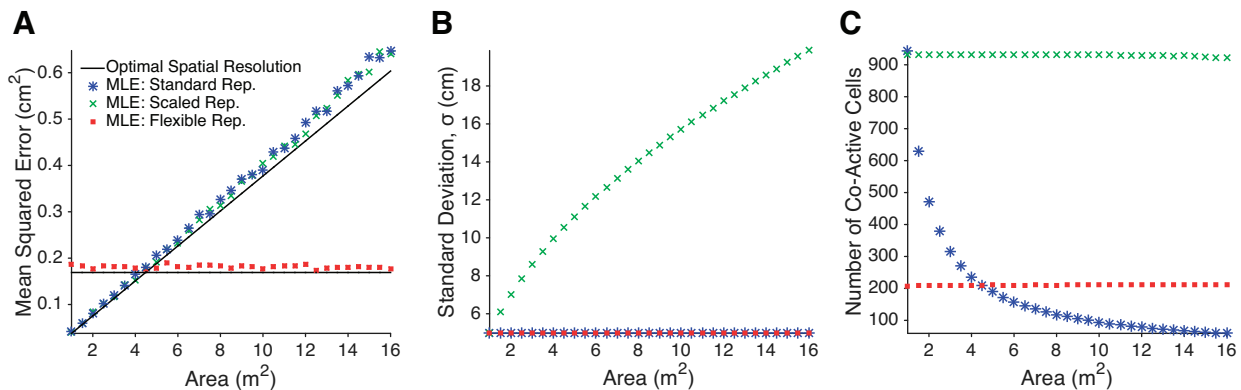 A
Mean Squared Error (cm²)
0.6
0.5
0.4
0.3
0.2
0.1
Optimal Spatial Resolution
MLE: Standard Rep.
MLE: Scaled Rep.
MLE: Flexible Rep.
2 4 6 8 10 12 14 16
Area (m²)
B
Standard Deviation, σ (cm)
18
16
14
12
10
8
6
2 4 6 8 10 12 14 16
Area (m²)
C
Number of Co-Active Cells
900
800
700
600
500
400
300
200
100
2 4 6 8 10 12 14 16
Area (m²)